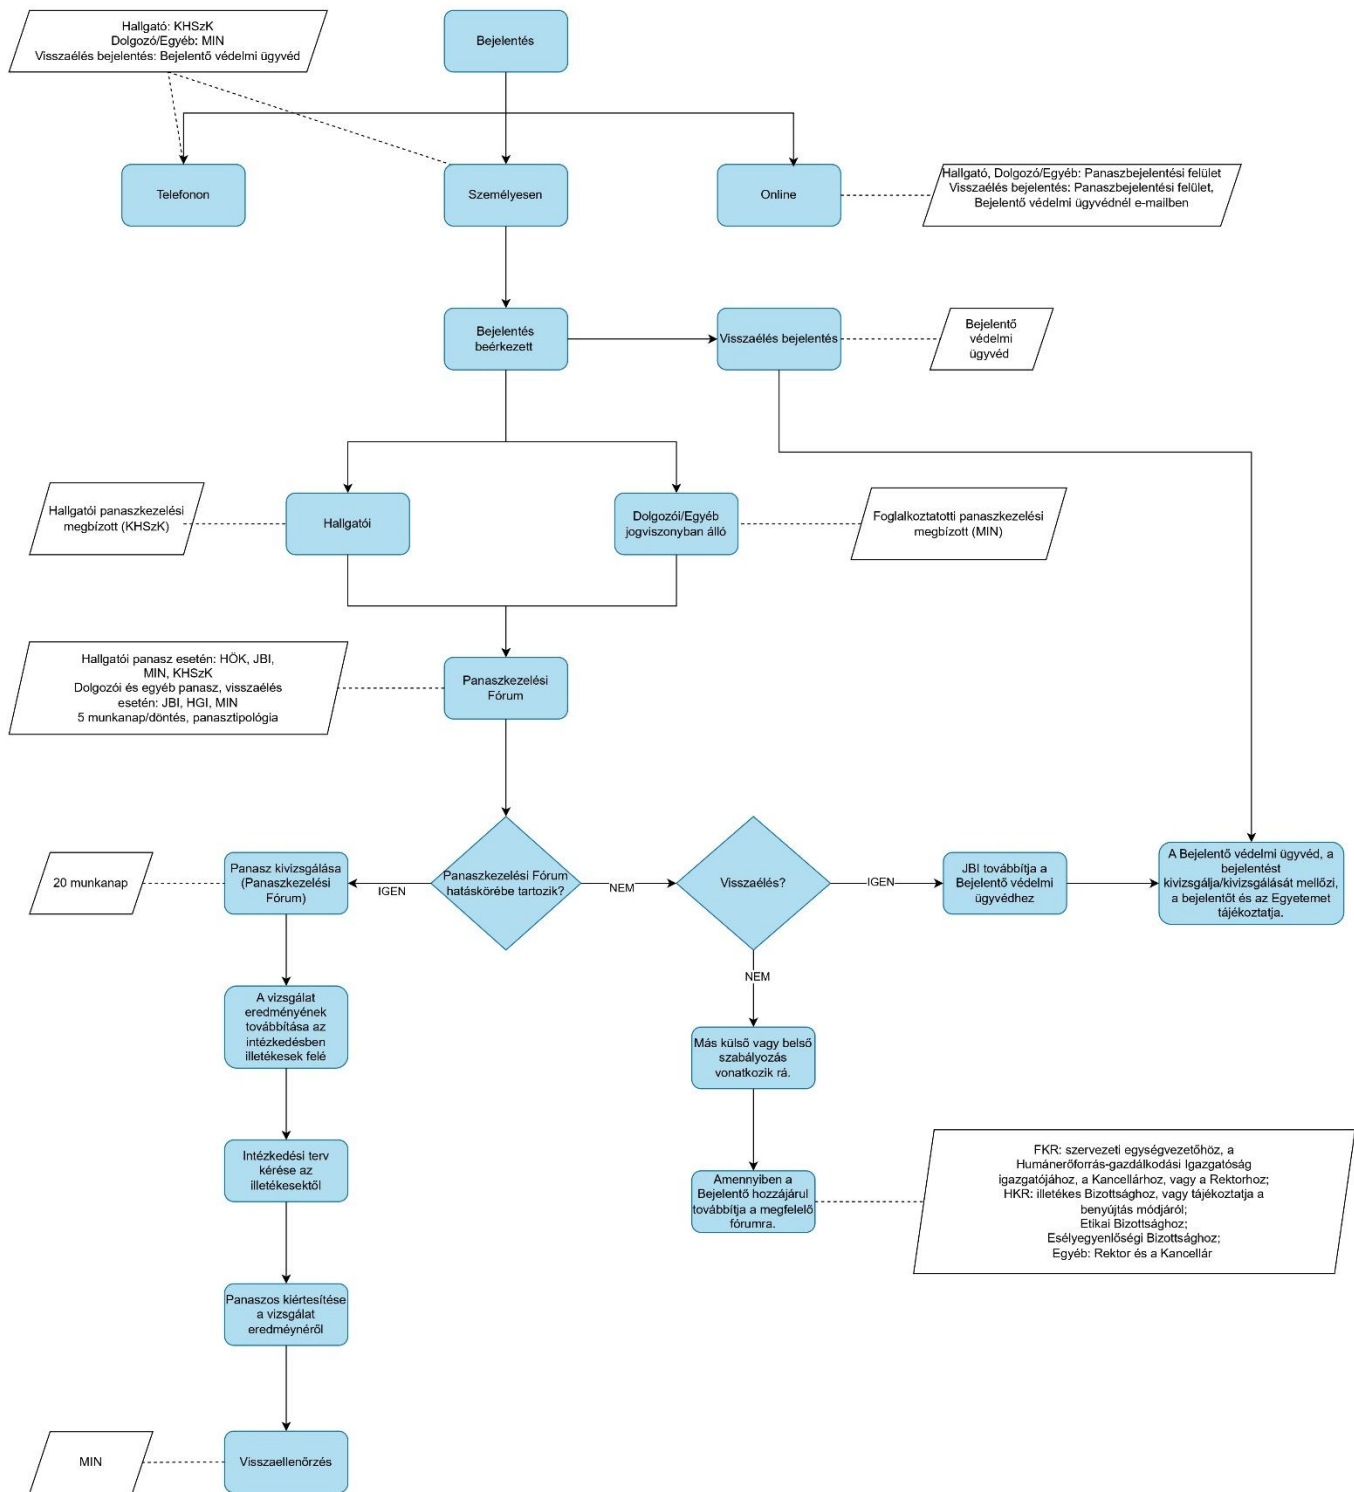 Hallgató: KHSzK
Dolgozó/Egyéb: MIN
Visszaélés bejelentés: Bejelentő védelmi ügyvéd
Bejelentés
Telefonon
Személyesen
Online
Hallgató, Dolgozó/Egyéb: Panaszbejelentési felület
Visszaélés bejelentés: Panaszbejelentési felület,
Bejelentő védelmi ügyvédnél e-mailben
Bejelentés
beérkezett
Visszaélés bejelentés
Bejelentő
védelmi
ügyvéd
Hallgatói panaszkezelési
megbízott (KHSzK)
Hallgatói
Dolgozói/Egyéb
jogviszonyban álló
Foglalkoztatotti panaszkezelési
megbízott (MIN)
Hallgatói panasz esetén: HÖK, JBI,
MIN, KHSzK
Dolgozói és egyéb panasz, visszaélés
esetén: JBI, HGI, MIN
5 munkanap/döntés, panasztipológia
Panaszkezelési
Fórum
20 munkanap
Panasz kivizsgálása
(Panaszkezelési
Fórum)
IGEN
Panaszkezelési Fórum
hatáskörébe tartozik?
NEM
Visszaélés?
IGEN
JBI továbbítja a
Bejelentő védelmi
ügyvédhez
A Bejelentő védelmi ügyvéd, a
bejelentést
kivizsgálja/kivizsgálását mellőzi,
a bejelentőt és az Egyetemet
tájékoztatja.
NEM
A vizsgálat
eredményének
továbbítása az
intézkedésben
illetékesek felé
Más külső vagy belső
szabályozás
vonatkozik rá.
Intézkedési terv
kérése az
illetékesektől
Amennyiben a
Bejelentő hozzájárul
továbbítja a megfelelő
fórumra.
FKR: szervezeti egységvezetőhöz, a
Humánerőforrás-gazdálkodási Igazgatóság
igazgatójához, a Kancellárhoz, vagy a Rektorhoz;
HKR: illetékes Bizottsághoz, vagy tájékoztatja a
benyújtás módjáról;
Etikai Bizottsághoz;
Esélyegyenlőségi Bizottsághoz;
Egyéb: Rektor és a Kancellár
Panaszos kiértesítése
a vizsgálat
eredméynéről
MIN
Visszaellenőrzés